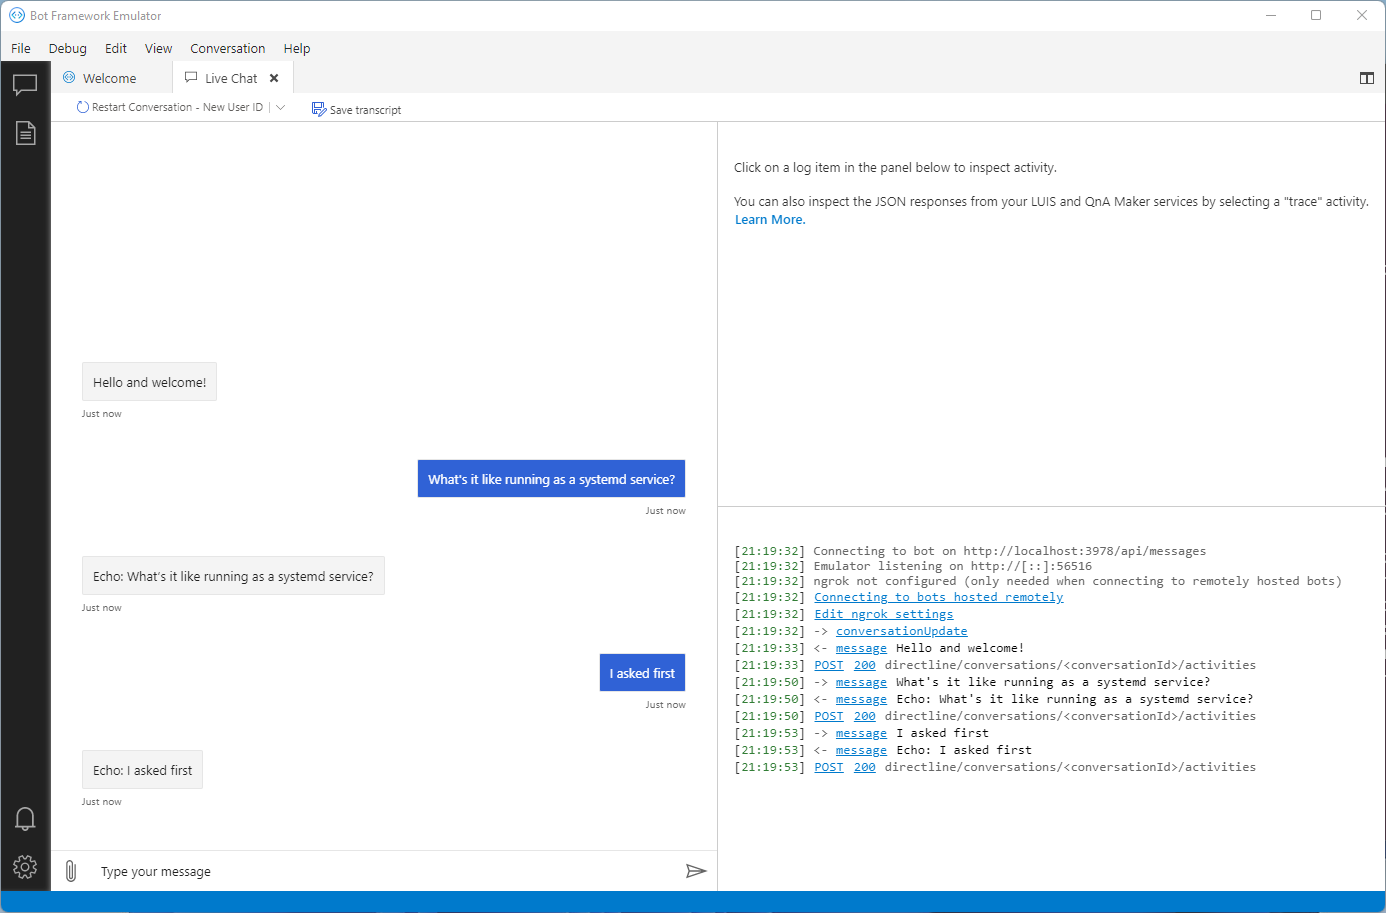 Bot Framework Emulator
File Debug Edit View Conversation Help
Welcome Live Chat
Restart Conversation - New User ID Save transcript
Hello and welcome!
Just now
What's it like running as a systemd service?
Just now
Echo: What's it like running as a systemd service?
Just now
I asked first
Just now
Echo: I asked first
Just now
Type your message
Click on a log item in the panel below to inspect activity.
You can also inspect the JSON responses from your LUIS and QnA Maker services by selecting a "trace" activity.
Learn More.
[21:19:32] Connecting to bot on http://localhost:3978/api/messages
[21:19:32] Emulator listening on http://[::]:56516
[21:19:32] ngrok not configured (only needed when connecting to remotely hosted bots)
[21:19:32] Connecting to bots hosted remotely
[21:19:32] Edit ngrok settings
[21:19:32] -> conversationUpdate
[21:19:33] <- message Hello and welcome!
[21:19:33] POST 200 directline/conversations/<conversationId>/activities
[21:19:50] -> message What's it like running as a systemd service?
[21:19:50] <- message Echo: What's it like running as a systemd service?
[21:19:50] POST 200 directline/conversations/<conversationId>/activities
[21:19:53] -> message I asked first
[21:19:53] <- message Echo: I asked first
[21:19:53] POST 200 directline/conversations/<conversationId>/activities